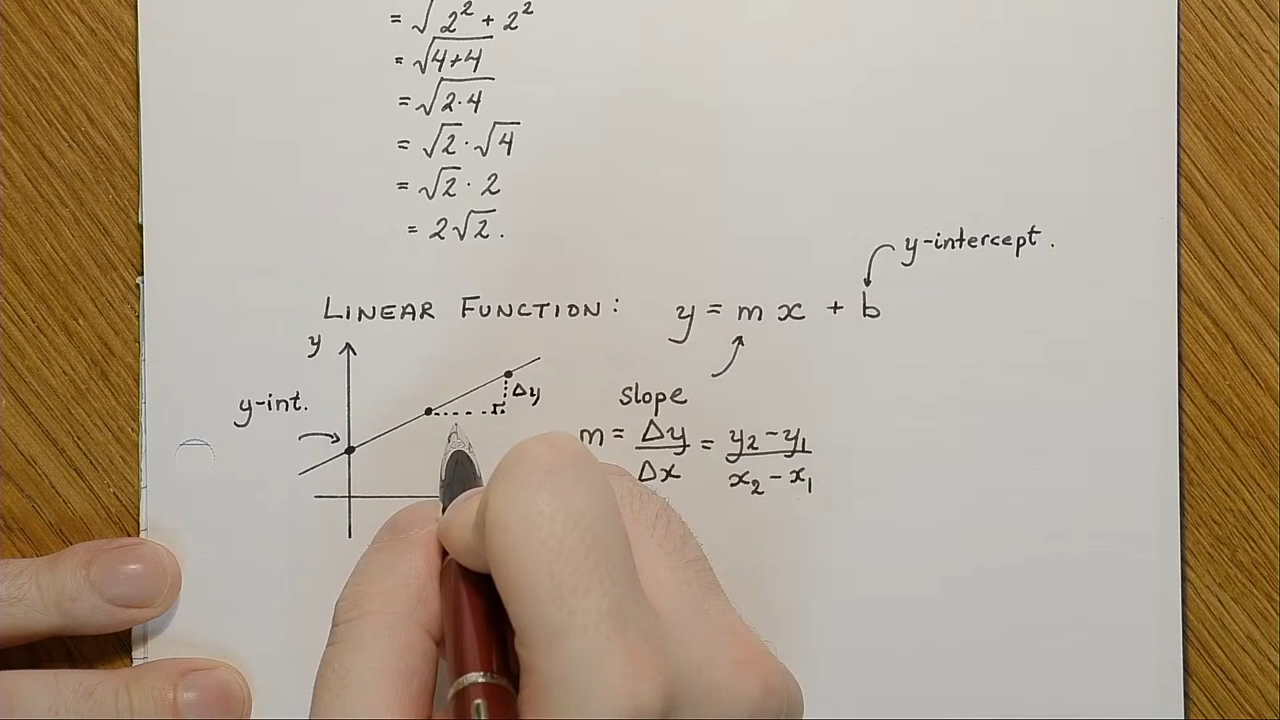 = √2² + 2²
= √4+4
= √2·4
= √2 · √4
= √2 · 2
= 2√2.
y-intercept.
LINEAR FUNCTION: y = m x + b
y
slope
Δy
y-int.
m = Δy/Δx = y₂-y₁/x₂-x₁